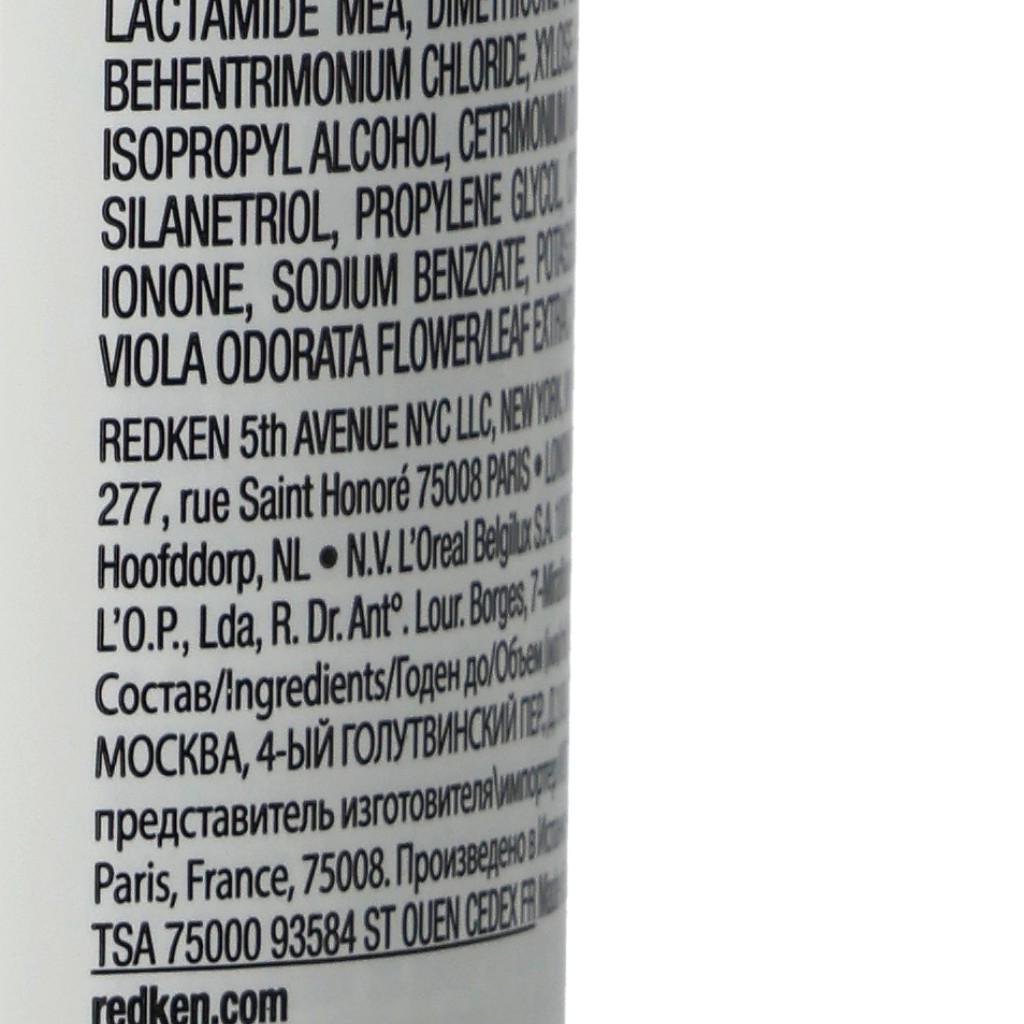 LACTAMIDE MEA,
BEHENTRIMONIUM CHLORIDE, XYLOSE
ISOPROPYL ALCOHOL, CETRIMONIUM
SILANETRIOL, PROPYLENE GLYCOL,
IONONE, SODIUM BENZOATE,
VIOLA ODORATA FLOWER/LEAF
REDKEN 5th AVENUE NYC LLC, NEW YORK,
277, rue Saint Honoré 75008 PARIS •
Hoofddorp, NL • N.V. L'Oreal Belgilux S.A.
L'O.P., Lda, R. Dr. Antº. Lour. Borges,
Состав/Ingredients/Годен до/Объем
МОСКВА, 4-ЫЙ ГОЛУТВИНСКИЙ ПЕР.,
представитель изготовителя\импортер
Paris, France, 75008. Произведено в
TSA 75000 93584 ST OUEN CEDEX FR
redken.com